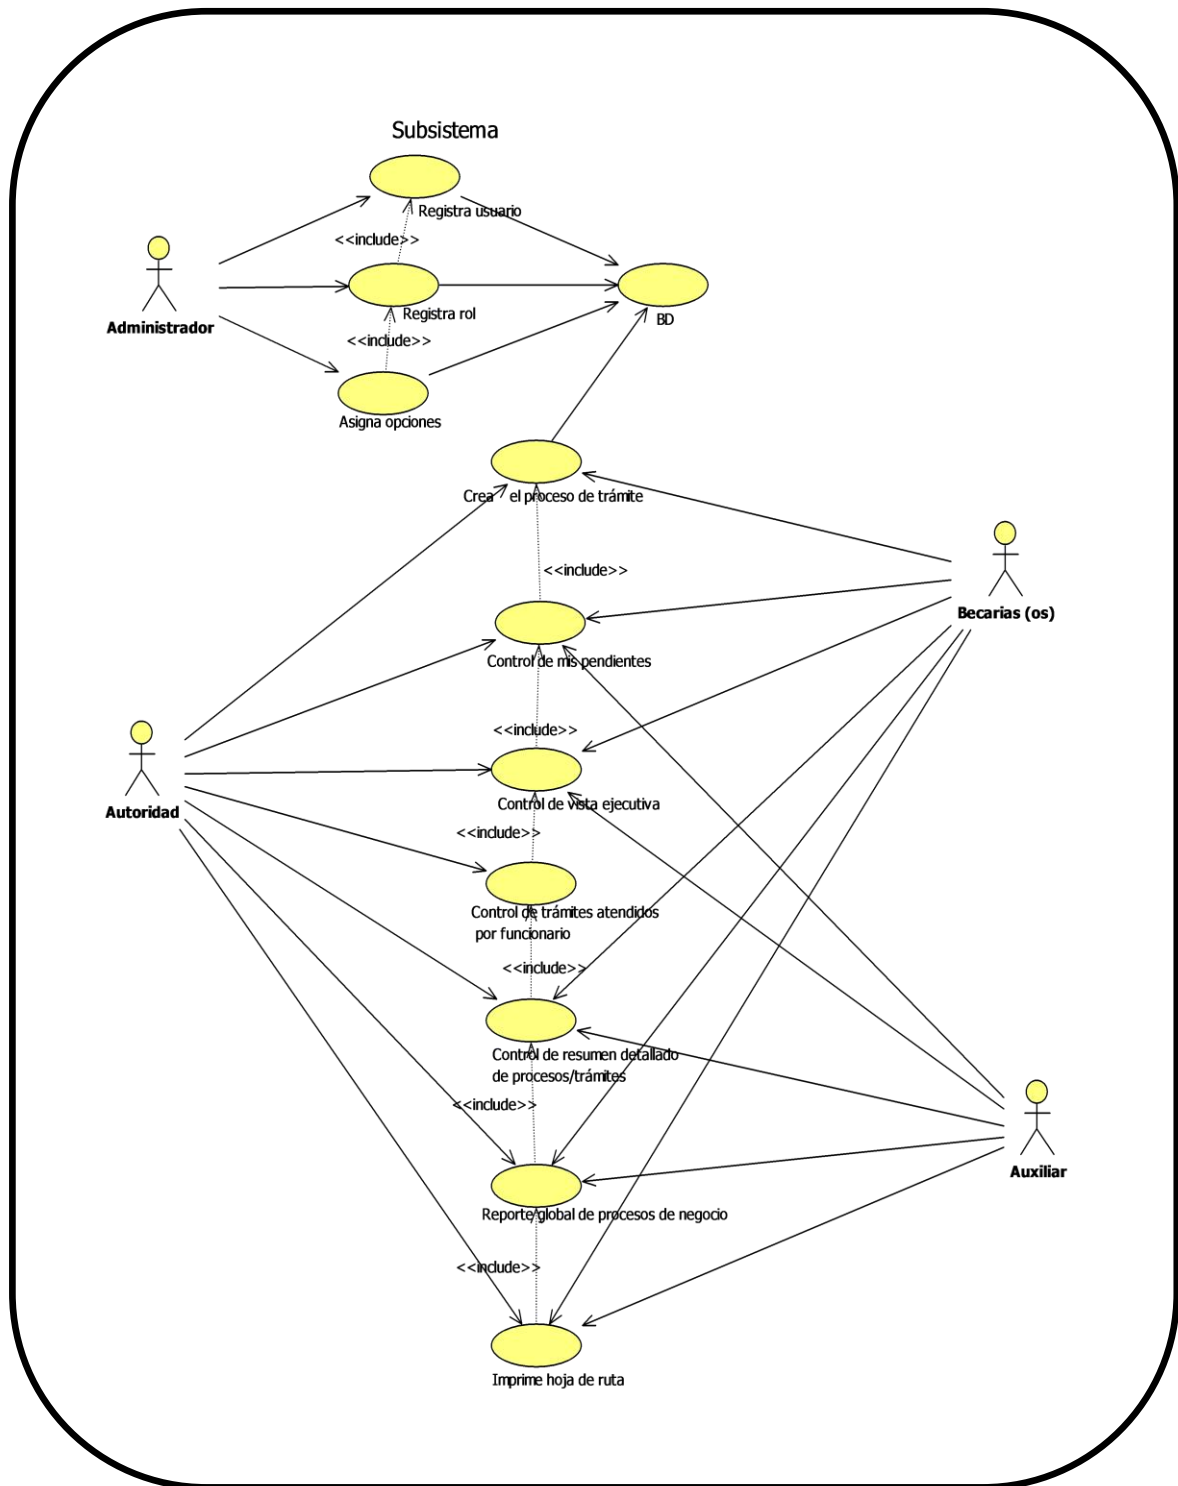 Subsistema
Registra usuario
<<include>>
Registra rol
BD
Administrador
<<include>>
Asigna opciones
Crea el proceso de trámite
<<include>>
Becarias (os)
Control de mis pendientes
<<include>>
Control de vista ejecutiva
Autoridad
<<include>>
Control de trámites atendidos
por funcionario
<<include>>
Control de resumen detallado
de procesos/trámites
<<include>>
Auxiliar
Reporte global de procesos de negocio
<<include>>
Imprime hoja de ruta